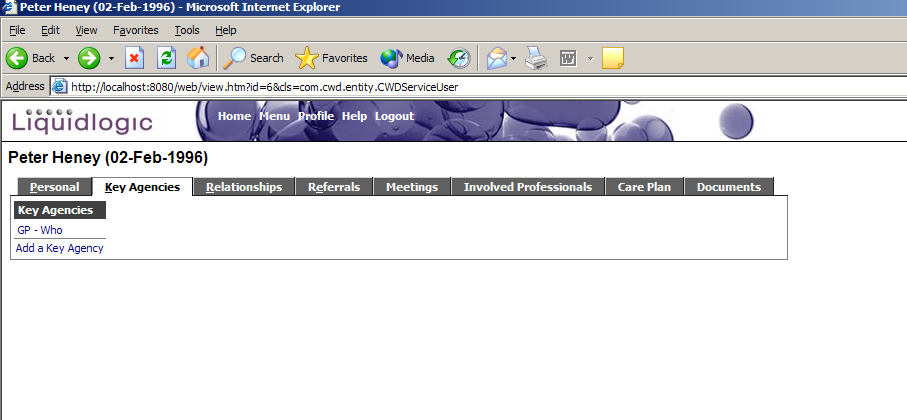 Peter Heney (02-Feb-1996) - Microsoft Internet Explorer
File Edit View Favorites Tools Help
Back Search Favorites Media
Address http://localhost:8080/web/view.htm?id=6&cls=com.cwd.entity.CWDServiceUser
Liquidlogic Home Menu Profile Help Logout
Peter Heney (02-Feb-1996)
Personal Key Agencies Relationships Referrals Meetings Involved Professionals Care Plan Documents
Key Agencies
GP - Who
Add a Key Agency